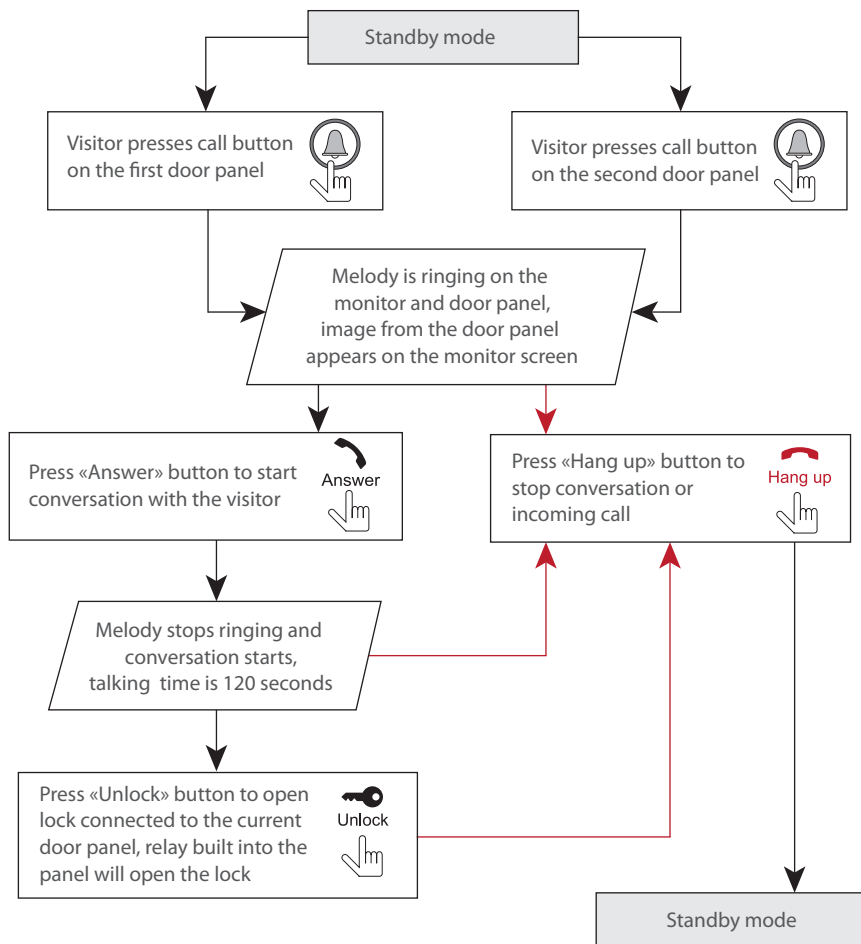 Standby mode
Visitor presses call button
on the first door panel
Visitor presses call button
on the second door panel
Melody is ringing on the
monitor and door panel,
image from the door panel
appears on the monitor screen
Press «Answer» button to start
conversation with the visitor
Answer
Press «Hang up» button to
stop conversation or
incoming call
Hang up
Melody stops ringing and
conversation starts,
talking time is 120 seconds
Press «Unlock» button to open
lock connected to the current
door panel, relay built into the
panel will open the lock
Unlock
Standby mode